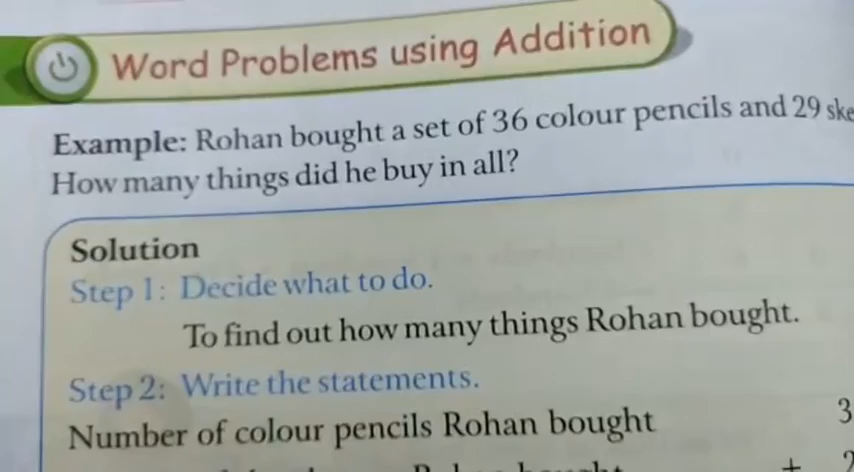 Word Problems using Addition
Example: Rohan bought a set of 36 colour pencils and 29
How many things did he buy in all?
Solution
Step 1: Decide what to do.
To find out how many things Rohan bought.
Step 2: Write the statements.
Number of colour pencils Rohan bought 3
+